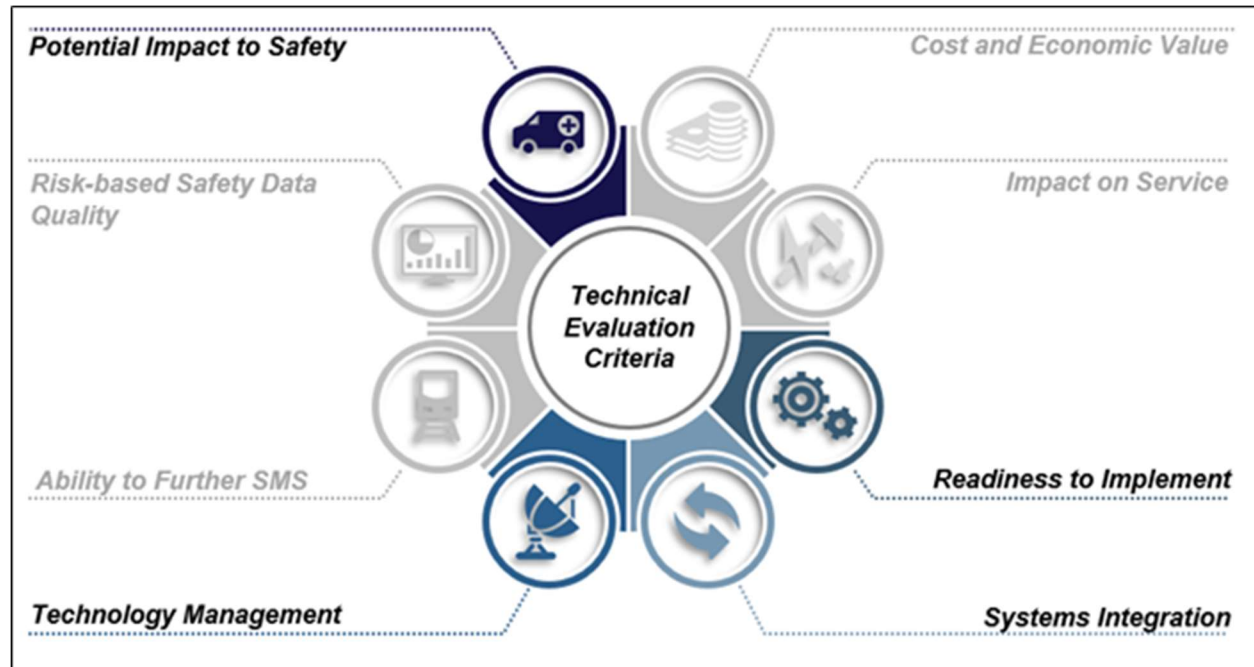 Potential Impact to Safety
Cost and Economic Value
Risk-based Safety Data
Quality
Impact on Service
Technical
Evaluation
Criteria
Ability to Further SMS
Readiness to Implement
Technology Management
Systems Integration